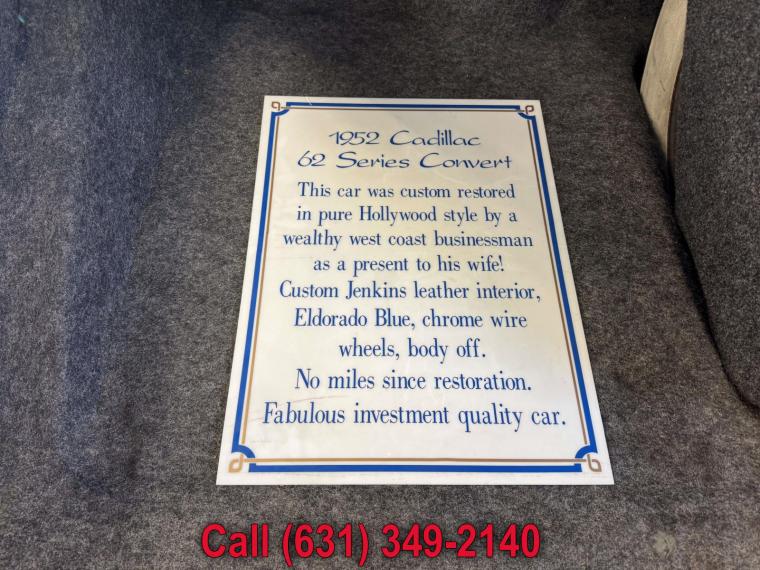 1952 Cadillac
62 Series Convert
This car was custom restored
in pure Hollywood style by a
wealthy west coast businessman
as a present to his wife!
Custom Jenkins leather interior,
Eldorado Blue, chrome wire
wheels, body off.
No miles since restoration.
Fabulous investment quality car.
Call (631) 349-2140